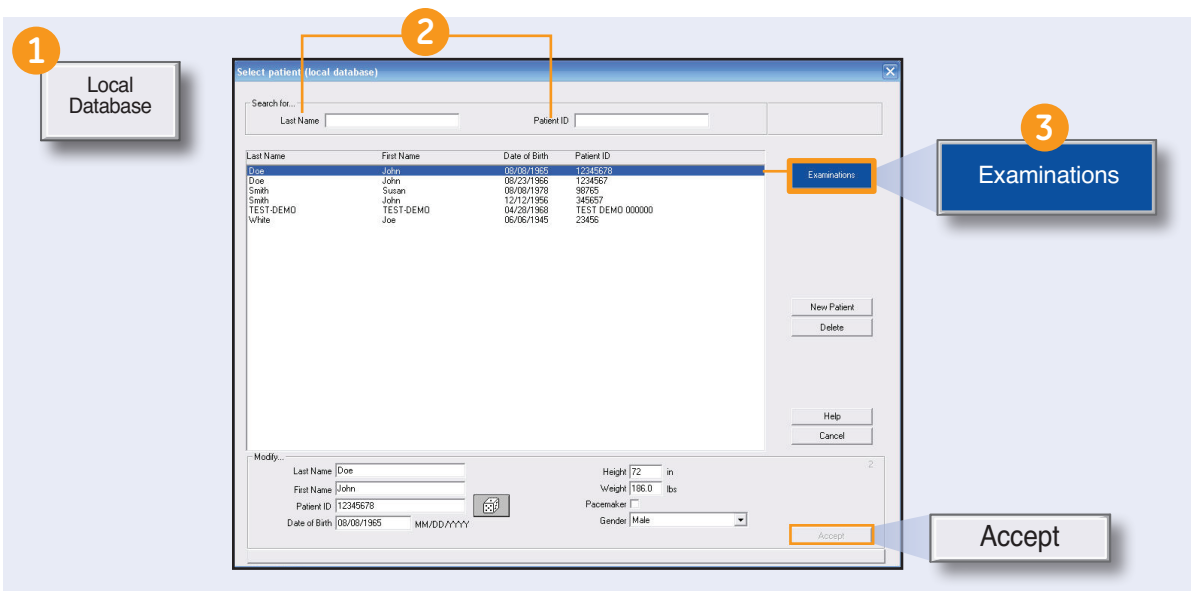 1
Local
Database
2
Select patient (local database)
Search for...
Last Name
Patient ID
Last Name First Name Date of Birth Patient ID
Doe John 08/08/1965 12345678
Doe John 08/23/1966 1234567
Smith Susan 08/08/1978 98765
Smith John 12/12/1956 345657
TEST-DEMO TEST-DEMO 04/28/1968 TEST DEMO 000000
White Joe 06/06/1945 23456
Examinations
3
Examinations
New Patient
Delete
Help
Cancel
Modify...
2
Last Name Doe
First Name John
Patient ID 12345678
Date of Birth 08/08/1965 MM/DD/YYYY
Height 72 in
Weight 186.0 lbs
Pacemaker
Gender Male
Accept
Accept